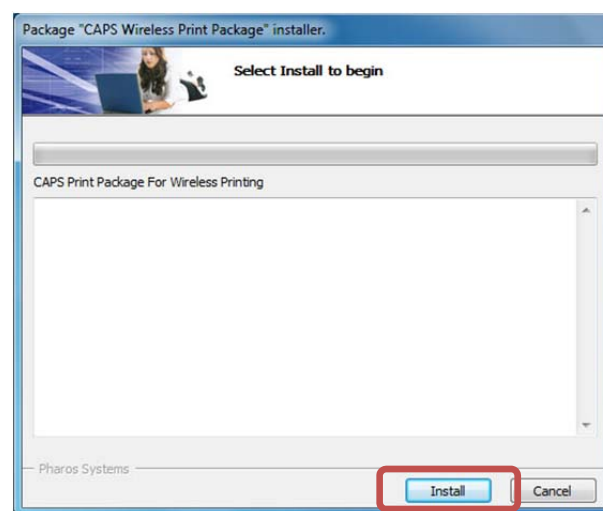 Package "CAPS Wireless Print Package" installer.
Select Install to begin
CAPS Print Package For Wireless Printing
Pharos Systems
Install
Cancel